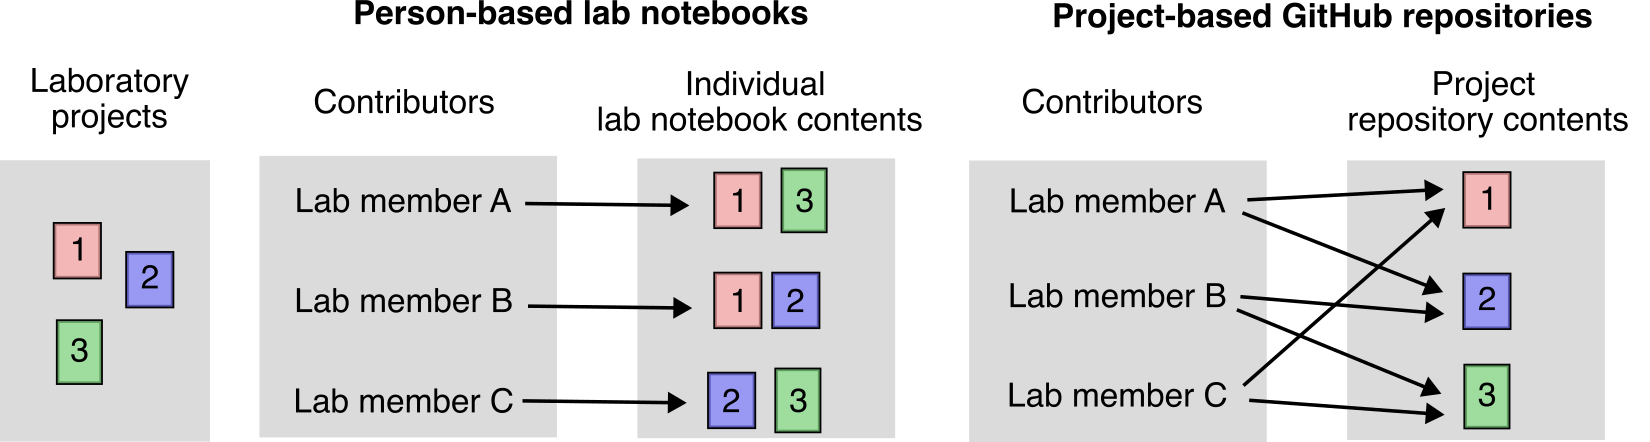 Person-based lab notebooks
Project-based GitHub repositories
Laboratory
projects
Contributors
Individual
lab notebook contents
Contributors
Project
repository contents
1
2
3
Lab member A
1 3
Lab member B
1 2
Lab member C
2 3
Lab member A
1
Lab member B
2
Lab member C
3